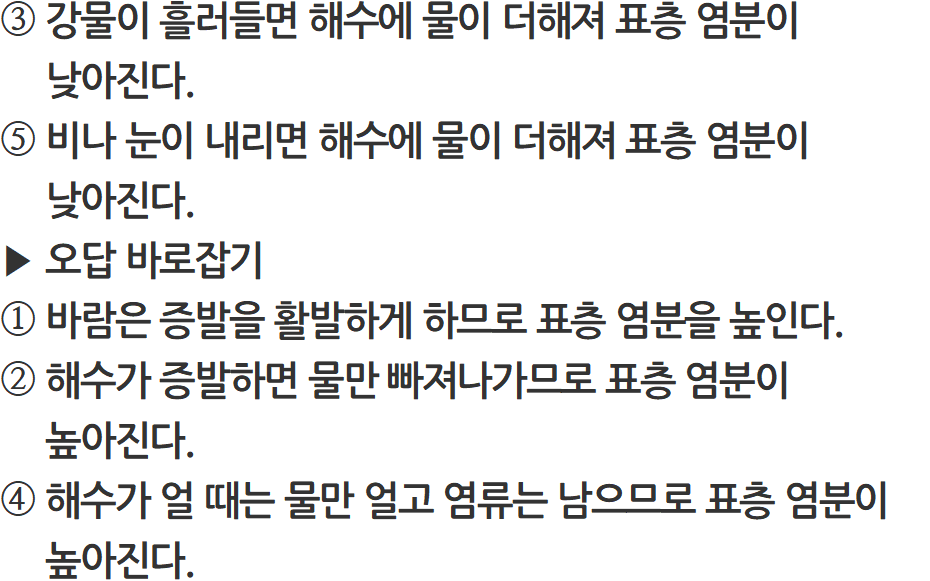 ③ 강물이 흘러들면 해수에 물이 더해져 표층 염분이
낮아진다.
⑤ 비나 눈이 내리면 해수에 물이 더해져 표층 염분이
낮아진다.
▶ 오답 바로잡기
① 바람은 증발을 활발하게 하므로 표층 염분을 높인다.
② 해수가 증발하면 물만 빠져나가므로 표층 염분이
높아진다.
④ 해수가 얼 때는 물만 얼고 염류는 남으므로 표층 염분이
높아진다.